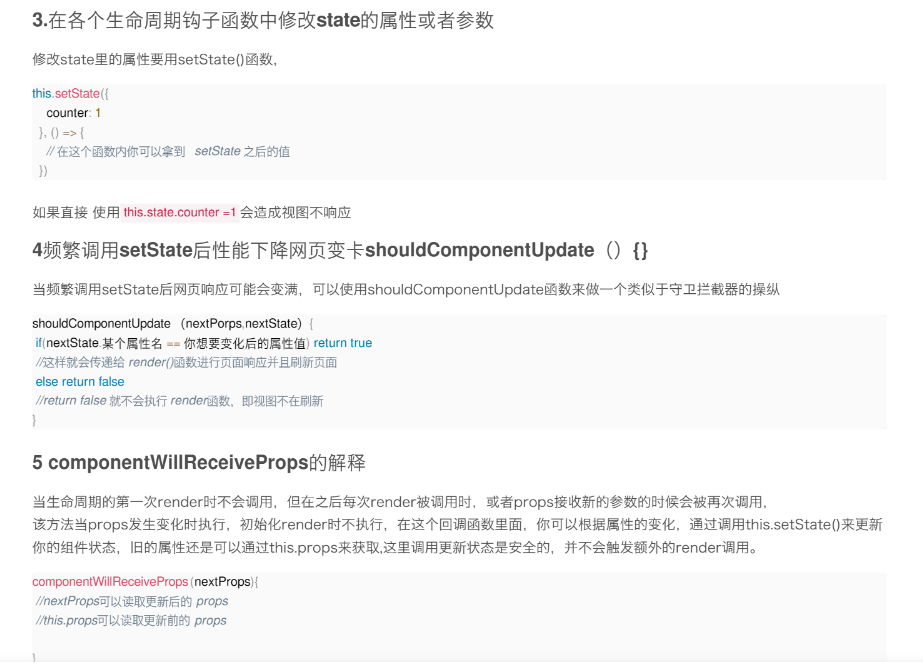 3.在各个生命周期钩子函数中修改state的属性或者参数
修改state里的属性要用setState()函数，
this.setState({
counter: 1
}, () => {
// 在这个函数内你可以拿到 setState 之后的值
})
如果直接 使用 this.state.counter =1 会造成视图不响应
4频繁调用setState后性能下降网页变卡shouldComponentUpdate（）{}
当频繁调用setState后网页响应可能会变满，可以使用shouldComponentUpdate函数来做一个类似于守卫拦截器的操纵
shouldComponentUpdate （nextPorps,nextState） {
if(nextState.某个属性名 == 你想要变化后的属性值) return true
//这样就会传递给 render()函数进行页面响应并且刷新页面
else return false
//return false 就不会执行 render函数，即视图不在刷新
}
5 componentWillReceiveProps的解释
当生命周期的第一次render时不会调用，但在之后每次render被调用时，或者props接收新的参数的时候会被再次调用，
该方法当props发生变化时执行，初始化render时不执行，在这个回调函数里面，你可以根据属性的变化，通过调用this.setState()来更新
你的组件状态，旧的属性还是可以通过this.props来获取,这里调用更新状态是安全的，并不会触发额外的render调用。
componentWillReceiveProps(nextProps){
//nextProps可以读取更新后的 props
//this.props可以读取更新前的 props
}